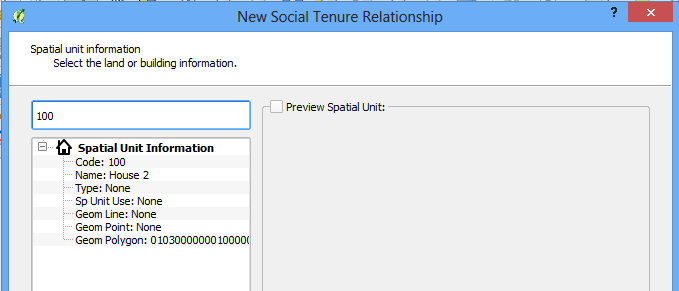 New Social Tenure Relationship
?
Spatial unit information
Select the land or building information.
100
Preview Spatial Unit:
Spatial Unit Information
Code: 100
Name: House 2
Type: None
Sp Unit Use: None
Geom Line: None
Geom Point: None
Geom Polygon: 01030000000100000